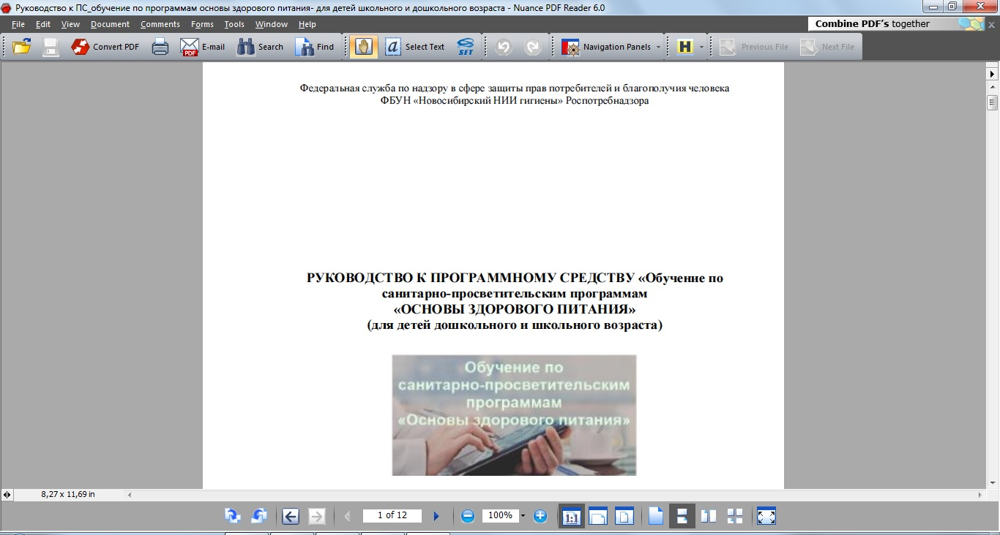 Руководство к ПС_обучение по программам основы здорового питания- для детей школьного и дошкольного возраста - Nuance PDF Reader 6.0
File Edit View Document Comments Forms Tools Window Help
Combine PDF's together
Convert PDF PDF E-mail Search Find a Select Text SET Navigation Panels H Previous File Next File
Федеральная служба по надзору в сфере защиты прав потребителей и благополучия человека
ФБУН «Новосибирский НИИ гигиены» Роспотребнадзора
РУКОВОДСТВО К ПРОГРАММНОМУ СРЕДСТВУ «Обучение по
санитарно-просветительским программам
«ОСНОВЫ ЗДОРОВОГО ПИТАНИЯ»
(для детей дошкольного и школьного возраста)
Обучение по
санитарно-просветительским
программам
«Основы здорового питания»
8,27 x 11,69 in
1 of 12 100% 1:1